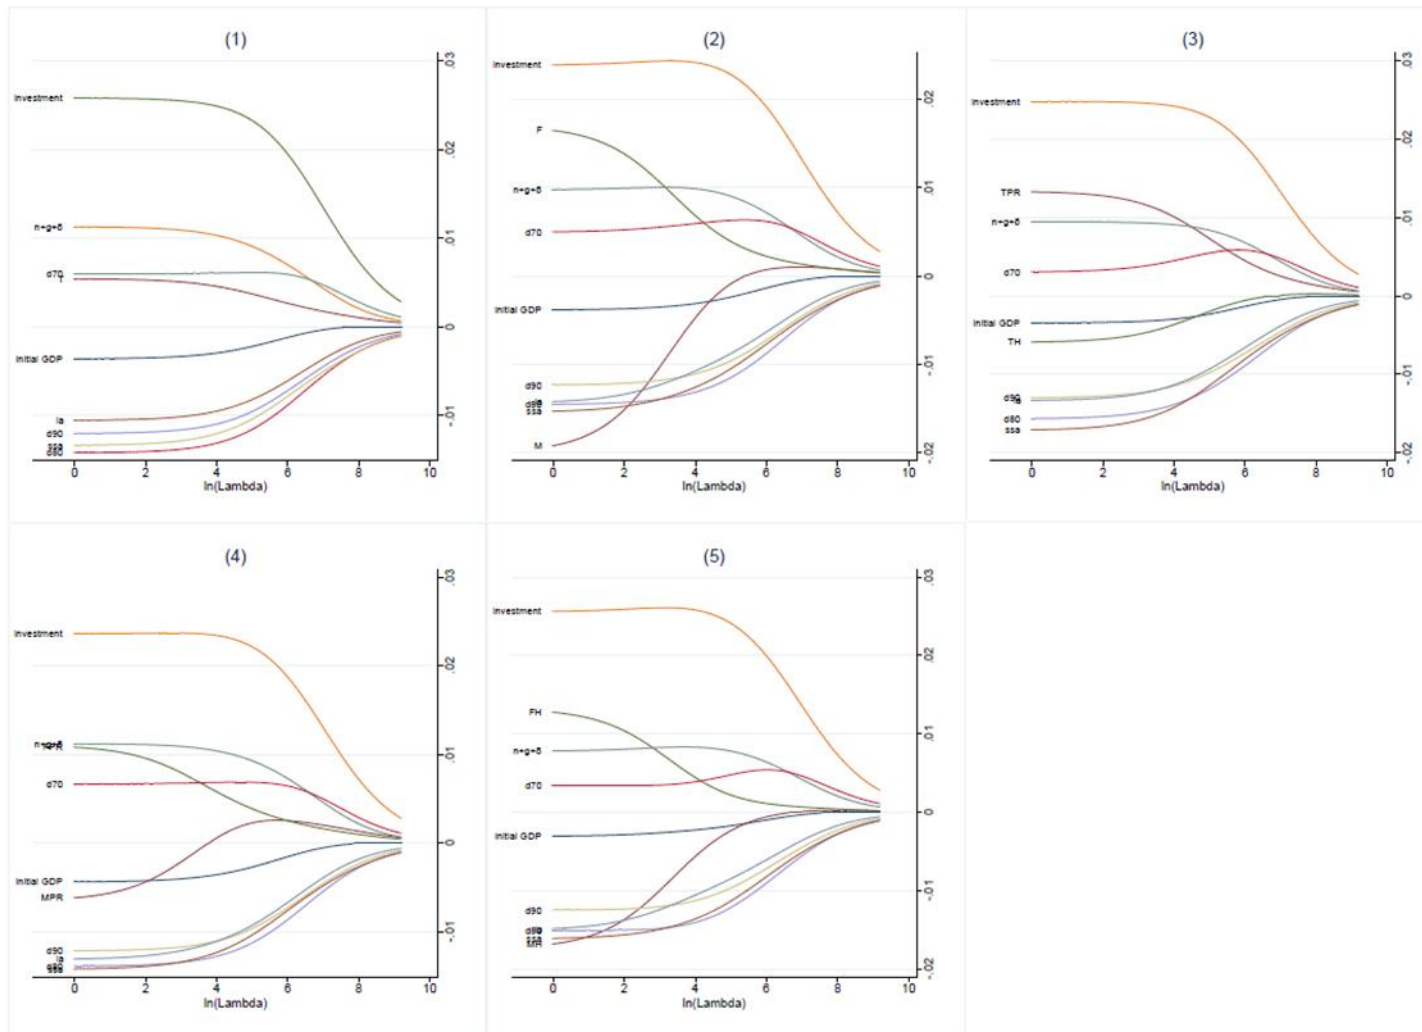 (1)
.03
Investment
.02
n+g+δ
.01
d70
T
0
Initial GDP
la
d90
-.01
ssa
d80
0 2 4 6 8 10
ln(Lambda)
(2)
Investment
.02
F
n+g+δ
.01
d70
0
Initial GDP
-.01
d90
ssa
M
-.02
0 2 4 6 8 10
ln(Lambda)
(3)
.03
Investment
.02
TPR
n+g+δ
.01
d70
0
Initial GDP
TH
-.01
d90
la
d80
ssa
-.02
0 2 4 6 8 10
ln(Lambda)
(4)
.03
Investment
.02
n+g+δ
.01
d70
0
Initial GDP
MPR
-.01
d90
la
d80
ssa
0 2 4 6 8 10
ln(Lambda)
(5)
.03
Investment
.02
FH
n+g+δ
.01
d70
0
Initial GDP
-.01
d90
ssa
MH
-.02
0 2 4 6 8 10
ln(Lambda)